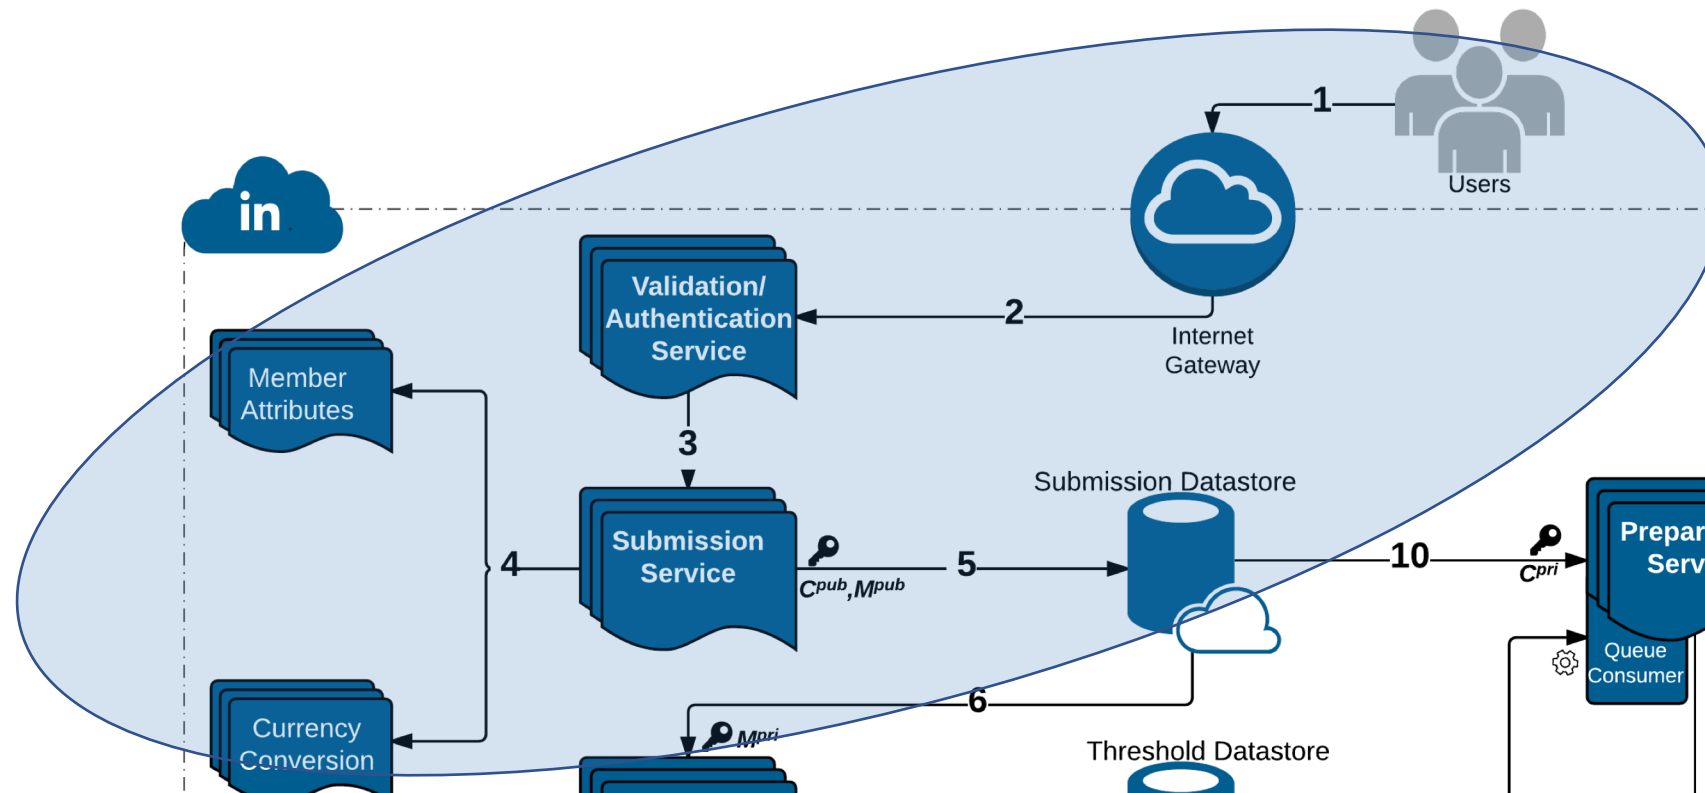 1
Users
in
Validation/
Authentication
Service
2
Internet
Gateway
Member
Attributes
3
Submission Datastore
Submission
Service
4
5
Cpub,Mpub
10
Cpri
Queue
Consumer
6
Mpri
Currency
Conversion
Threshold Datastore